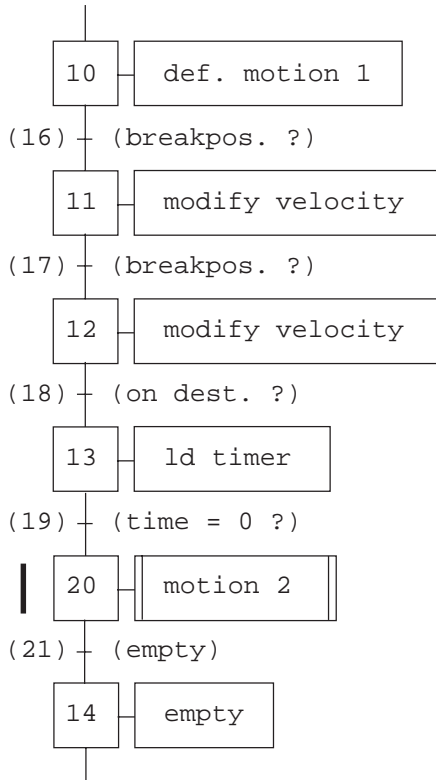 10 def. motion 1
(16) (breakpos. ?)
11 modify velocity
(17) (breakpos. ?)
12 modify velocity
(18) (on dest. ?)
13 ld timer
(19) (time = 0 ?)
20 motion 2
(21) (empty)
14 empty